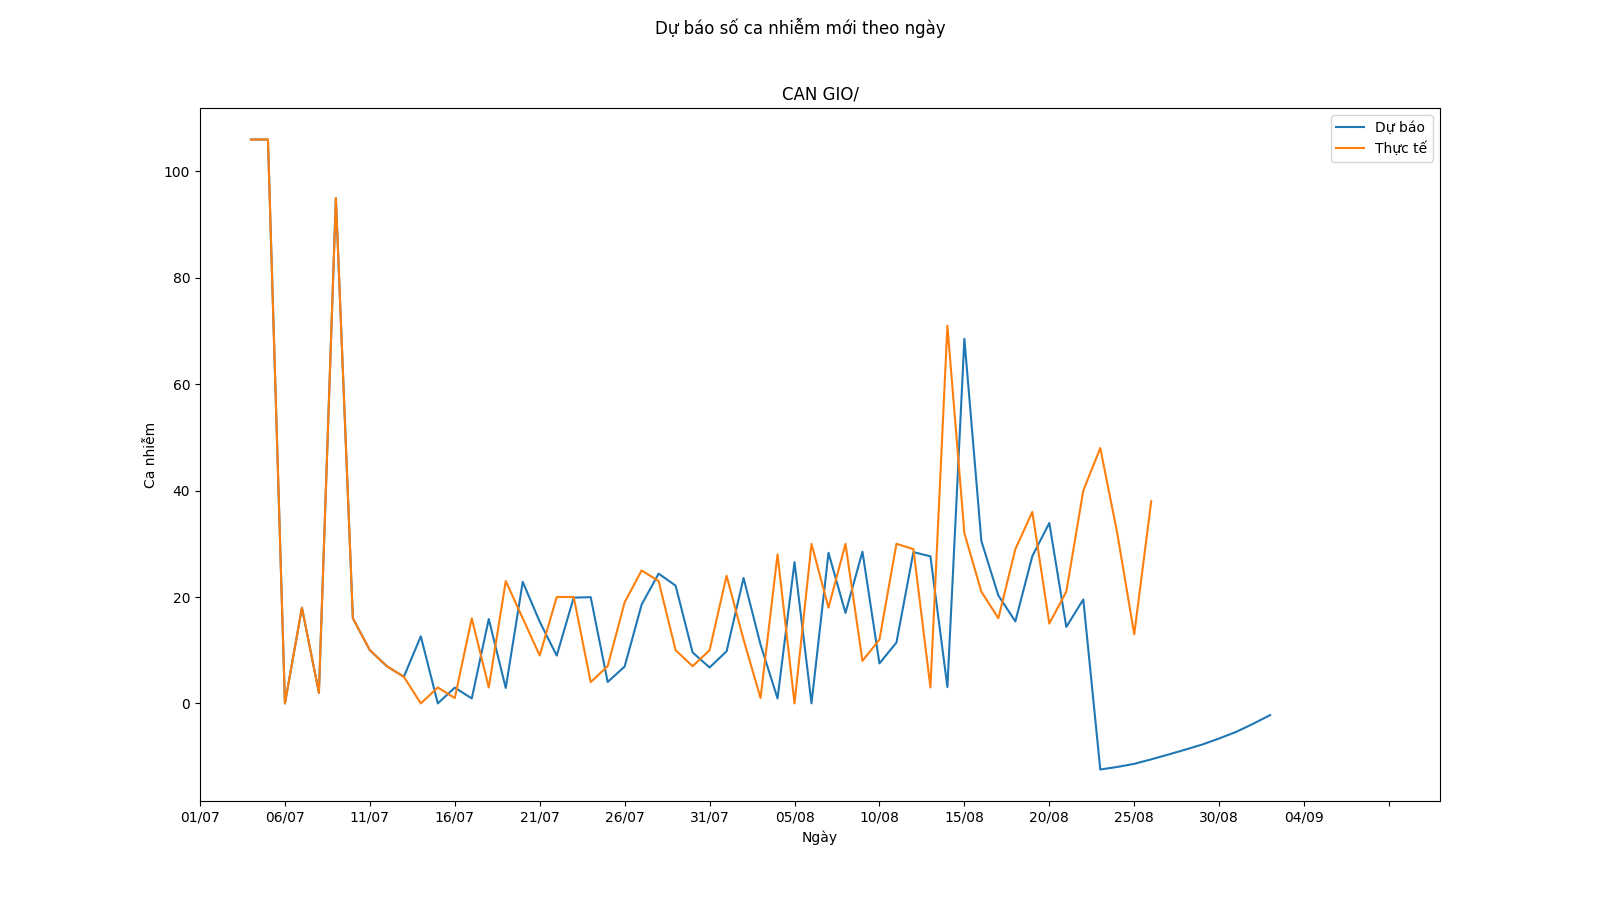 Dự báo số ca nhiễm mới theo ngày
CAN GIO/
Dự báo
Thực tế
100
80
60
40
20
0
Ca nhiễm
01/07 06/07 11/07 16/07 21/07 26/07 31/07 05/08 10/08 15/08 20/08 25/08 30/08 04/09
Ngày